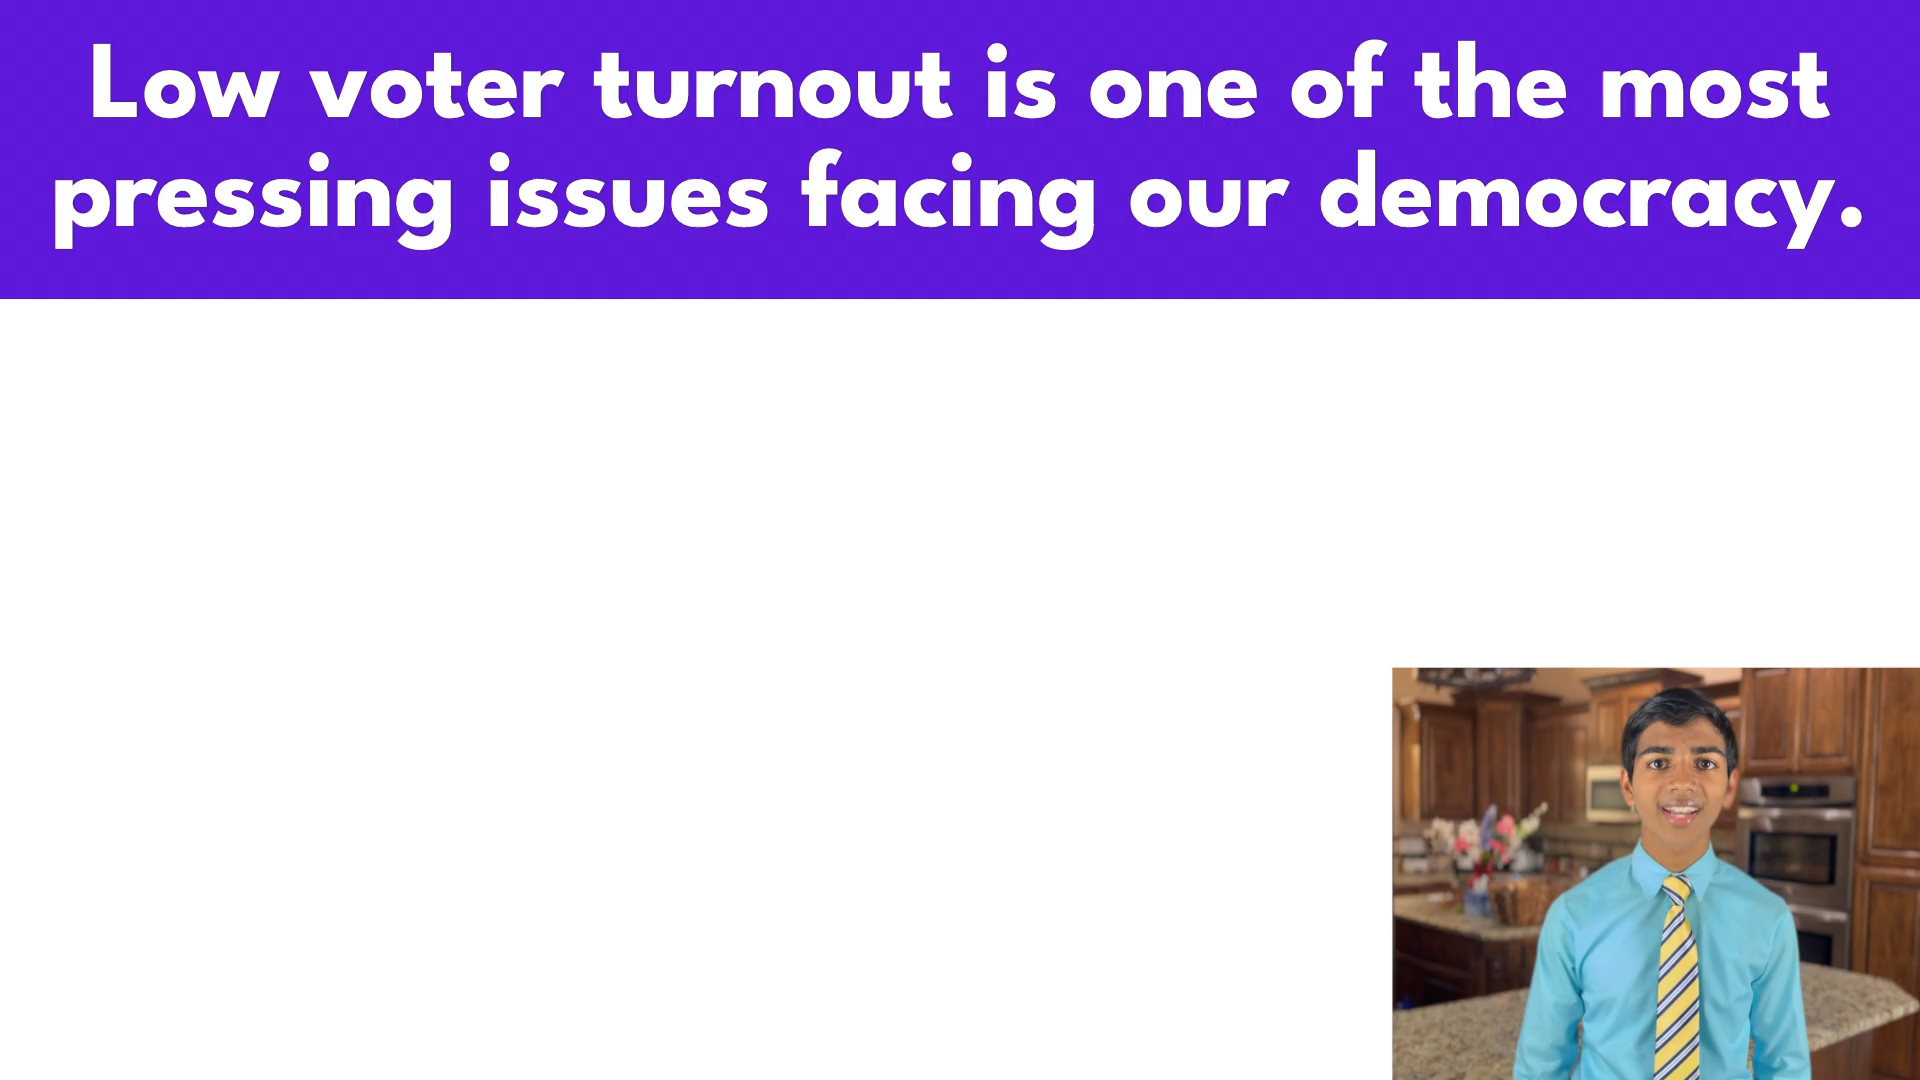 Low voter turnout is one of the most
pressing issues facing our democracy.